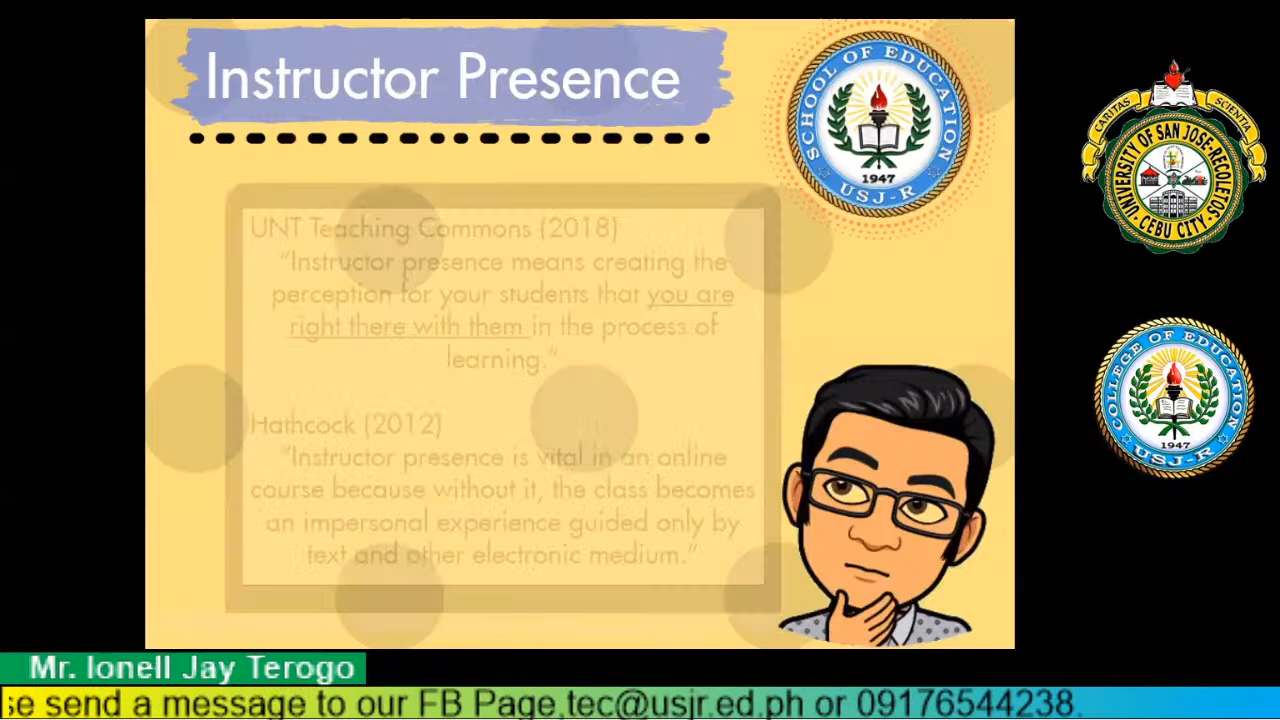 Instructor Presence
SCHOOL OF EDUCATION
1947
USJ-R
CARITAS
SCIENTIA
UNIVERSITY OF SAN JOSE-RECOLETOS
CEBU CITY
UNT Teaching Commons (2018)
“Instructor presence means creating the
perception for your students that you are
right there with them in the process of
learning.”
Hathcock (2012)
“Instructor presence is vital in an online
course because without it, the class becomes
an impersonal experience guided only by
text and other electronic medium.”
COLLEGE OF EDUCATION
1947
USJ-R
Mr. Ionell Jay Terogo
se send a message to our FB Page,tec@usjr.ed.ph or 09176544238.